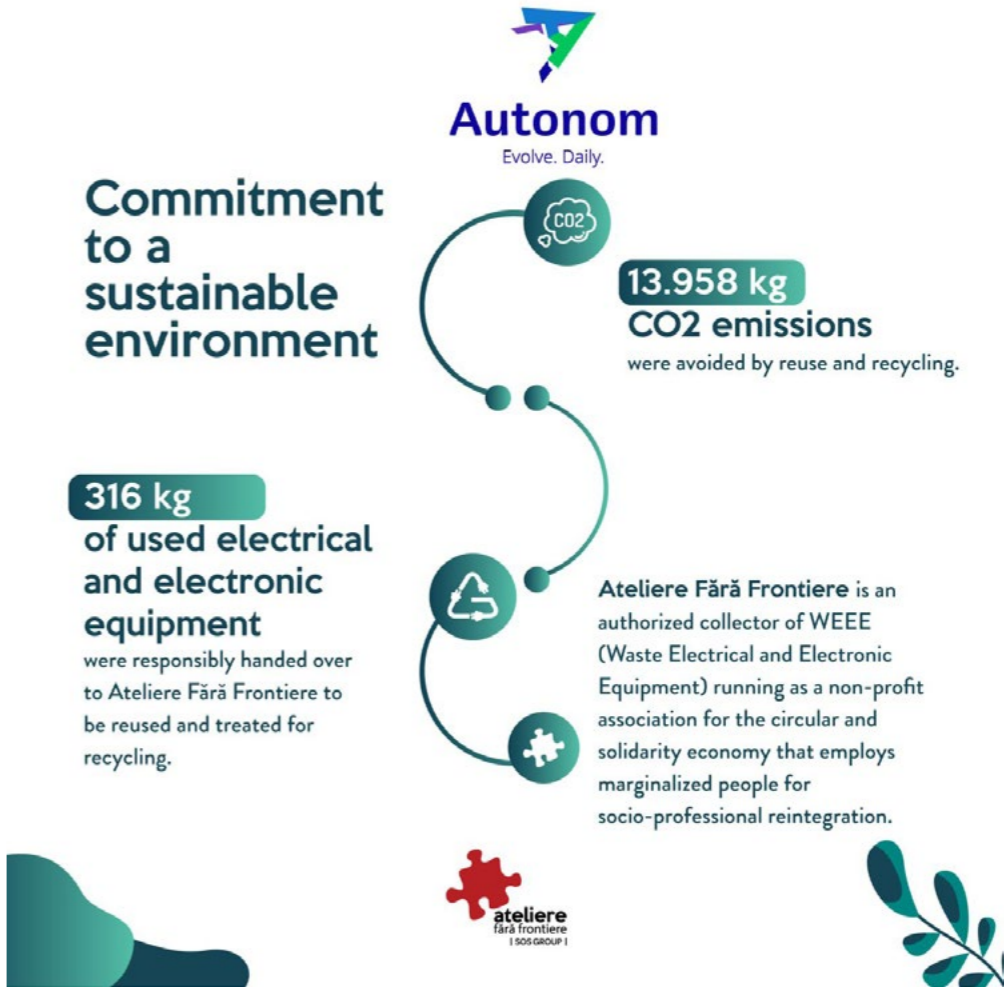 Autonom
Evolve. Daily.
Commitment
to a
sustainable
environment
CO2
13.958 kg
CO2 emissions
were avoided by reuse and recycling.
316 kg
of used electrical
and electronic
equipment
were responsibly handed over
to Ateliere Fără Frontiere to
be reused and treated for
recycling.
Ateliere Fără Frontiere is an
authorized collector of WEEE
(Waste Electrical and Electronic
Equipment) running as a non-profit
association for the circular and
solidarity economy that employs
marginalized people for
socio-professional reintegration.
ateliere
fără frontiere
| SOS GROUP |